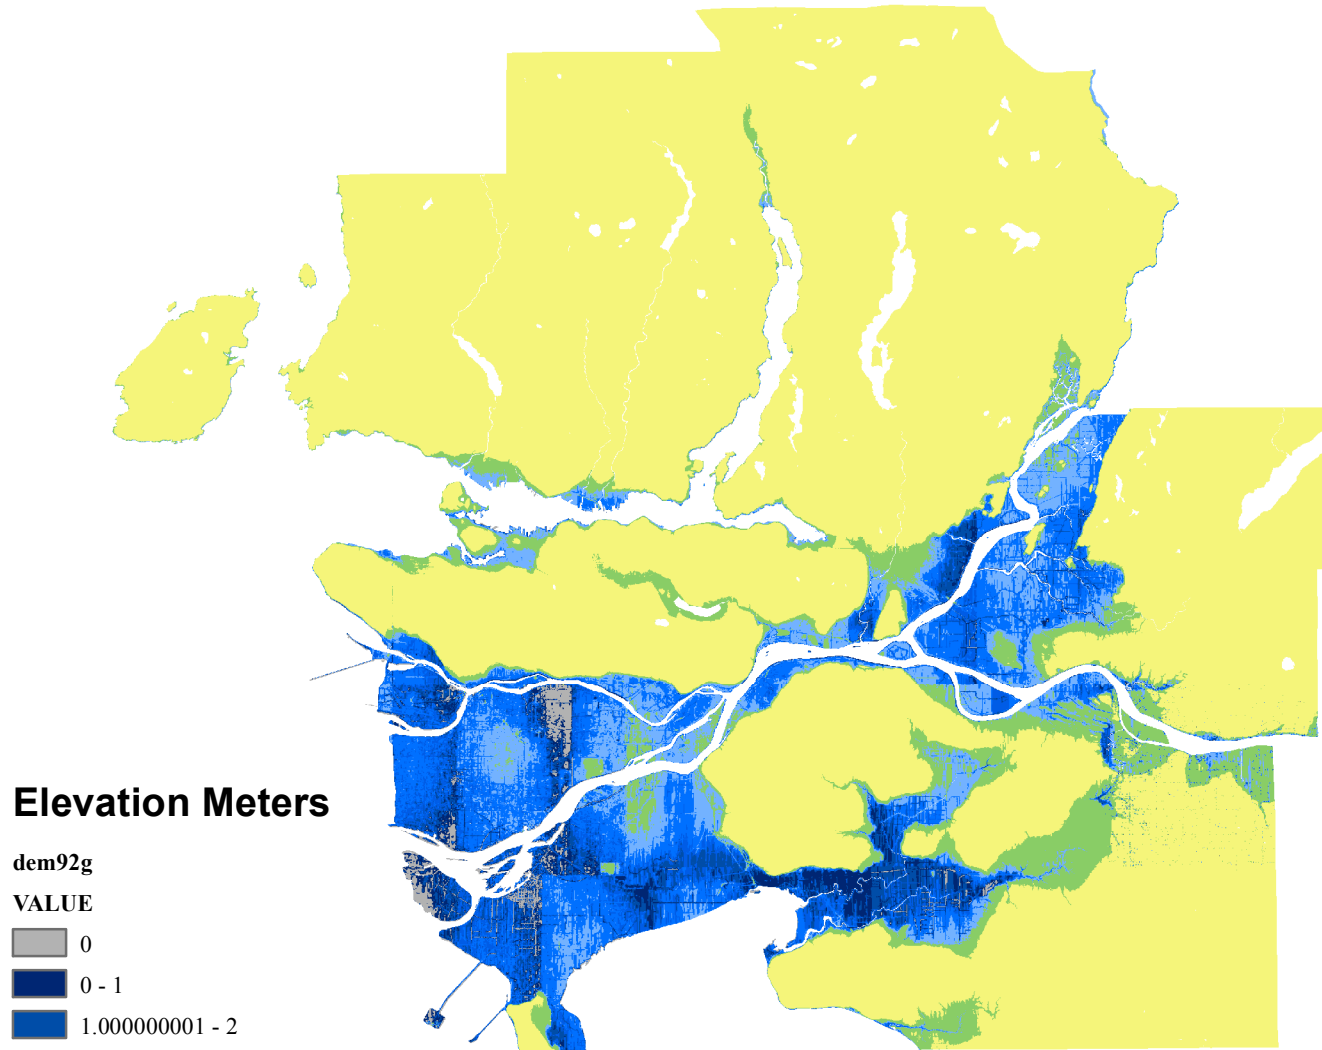 Elevation Meters
dem92g
VALUE
0
0 - 1
1.000000001 - 2